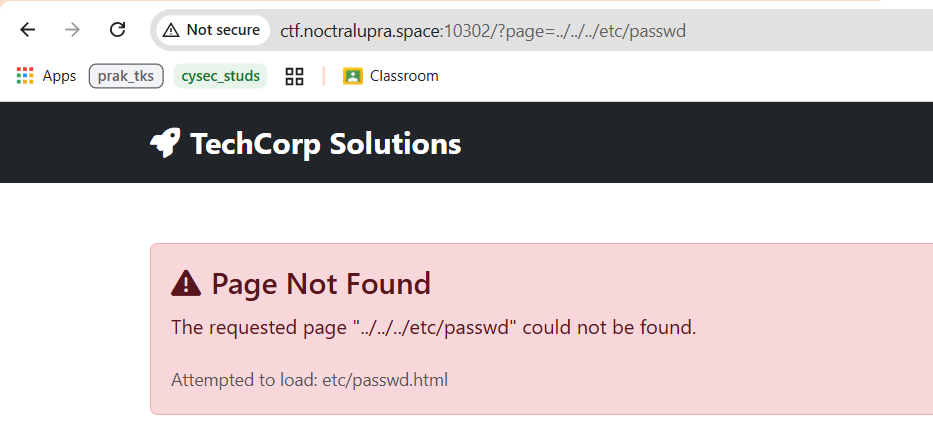 Not secure ctf.noctralupra.space:10302/?page=../../../etc/passwd
Apps prak_tks cysec_studs Classroom
TechCorp Solutions
Page Not Found
The requested page "../../../etc/passwd" could not be found.
Attempted to load: etc/passwd.html